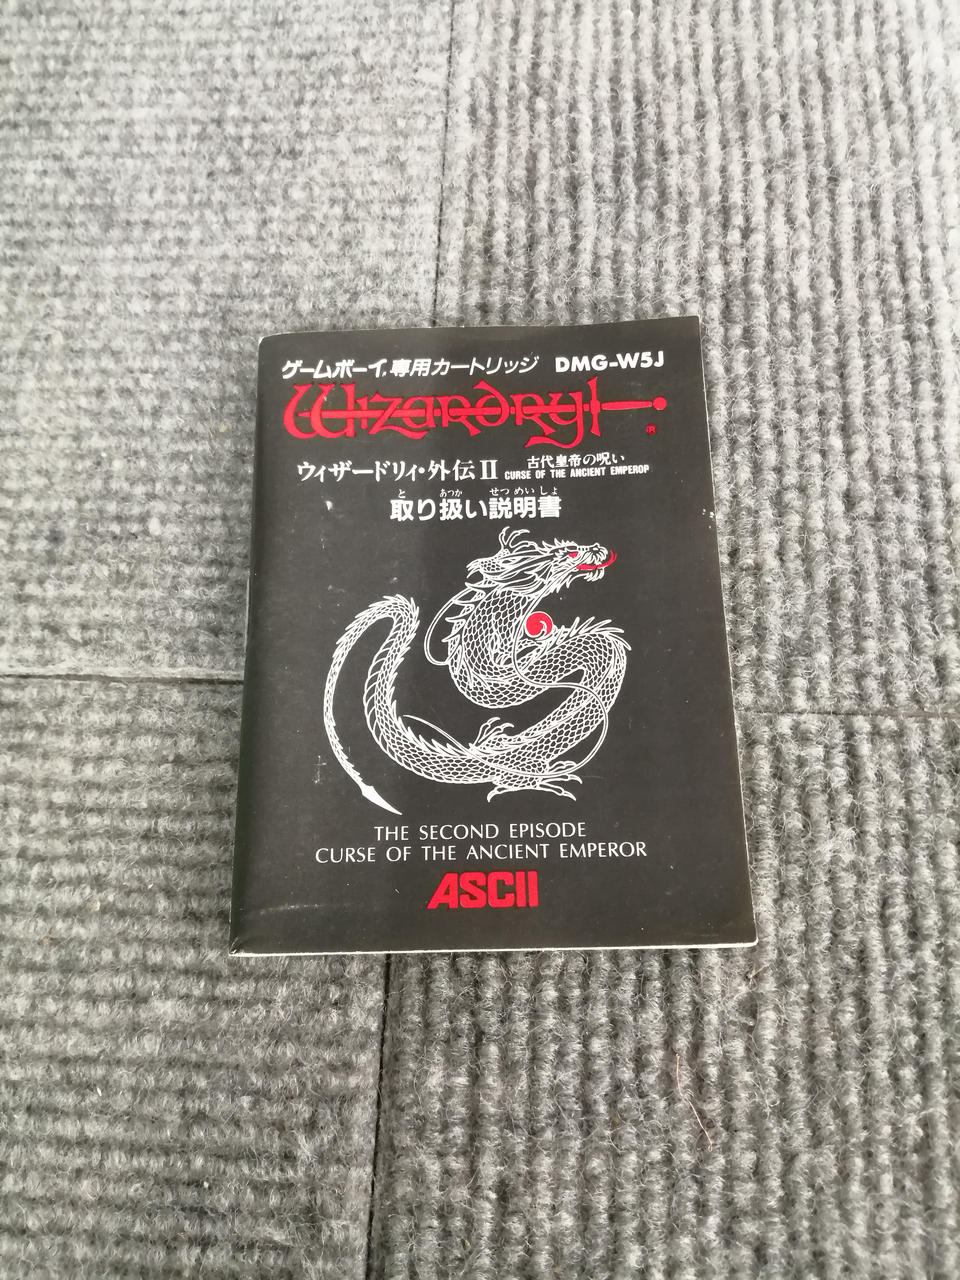 ゲームボーイ専用カートリッジ DMG-W5J
Wizardry
ウィザードリィ・外伝II 古代皇帝の呪い
CURSE OF THE ANCIENT EMPEROP
と あつか せつめいしょ
取り扱い説明書
THE SECOND EPISODE
CURSE OF THE ANCIENT EMPEROR
ASCII